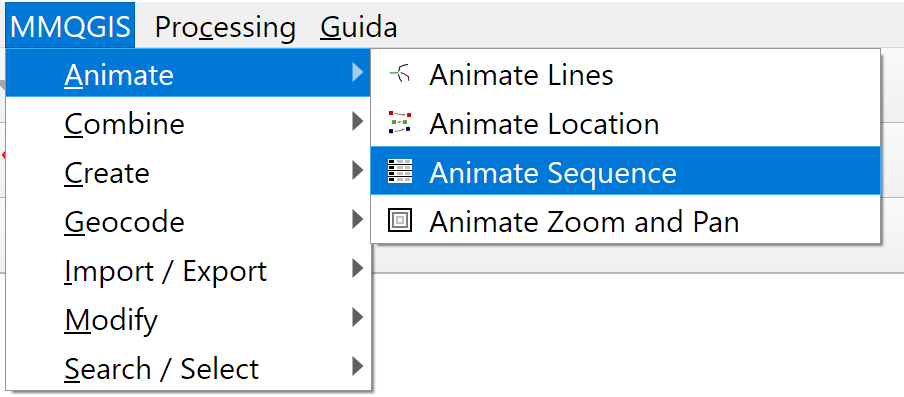 MMQGIS Processing Guida
Animate
Combine
Create
Geocode
Import / Export
Modify
Search / Select
Animate Lines
Animate Location
Animate Sequence
Animate Zoom and Pan